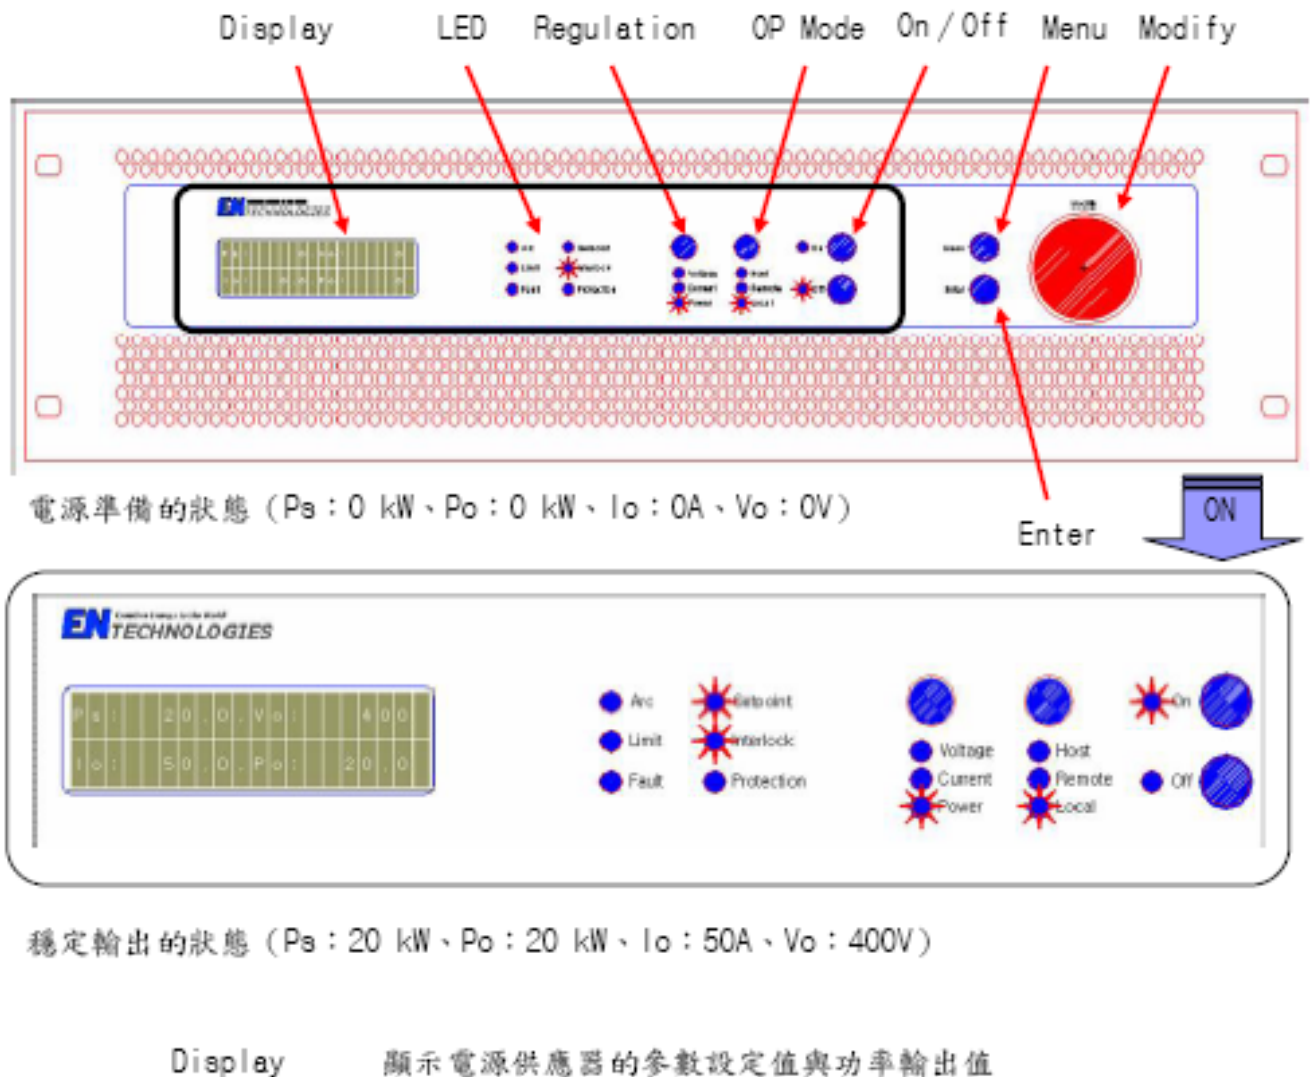 Display LED Regulation OP Mode On/Off Menu Modify
EN TECHNOLOGIES
電源準備的狀態（Ps：0 kW、Po：0 kW、Io：0A、Vo：0V）
Enter
ON
EN TECHNOLOGIES
Ps: 20.0.Vo: 400
Io: 50.0.Po: 20.0
Arc Setpoint
Limit Interlock
Fault Protection
Voltage Host
Current Remote
Power Local
On
Off
穩定輸出的狀態（Ps：20 kW、Po：20 kW、Io：50A、Vo：400V）
Display 顯示電源供應器的參數設定值與功率輸出值